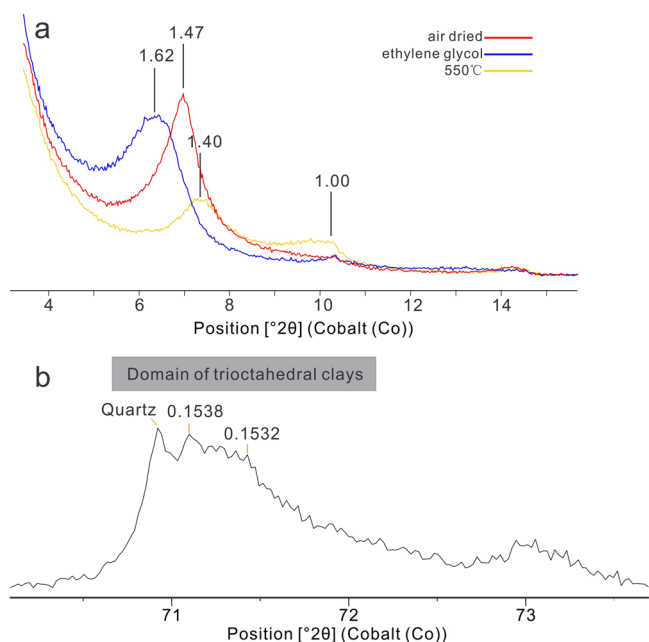 a
1.47
1.62
1.40
1.00
air dried
ethylene glycol
550℃
4 6 8 10 12 14
Position [°2θ] (Cobalt (Co))
b
Domain of trioctahedral clays
Quartz
0.1538
0.1532
71 72 73
Position [°2θ] (Cobalt (Co))